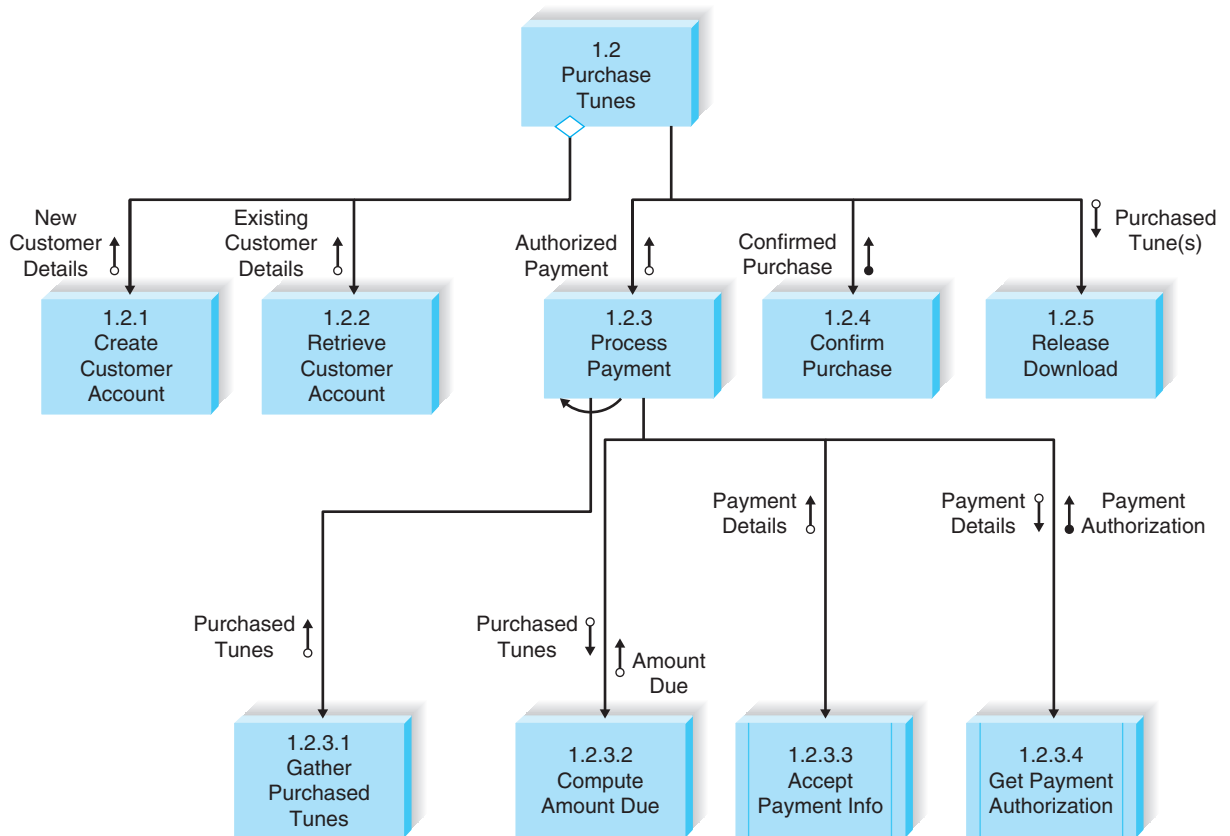 1.2
Purchase
Tunes
New
Customer
Details
Existing
Customer
Details
Authorized
Payment
Confirmed
Purchase
Purchased
Tune(s)
1.2.1
Create
Customer
Account
1.2.2
Retrieve
Customer
Account
1.2.3
Process
Payment
1.2.4
Confirm
Purchase
1.2.5
Release
Download
Payment
Details
Payment
Details
Payment
Authorization
Purchased
Tunes
Purchased
Tunes
Amount
Due
1.2.3.1
Gather
Purchased
Tunes
1.2.3.2
Compute
Amount Due
1.2.3.3
Accept
Payment Info
1.2.3.4
Get Payment
Authorization